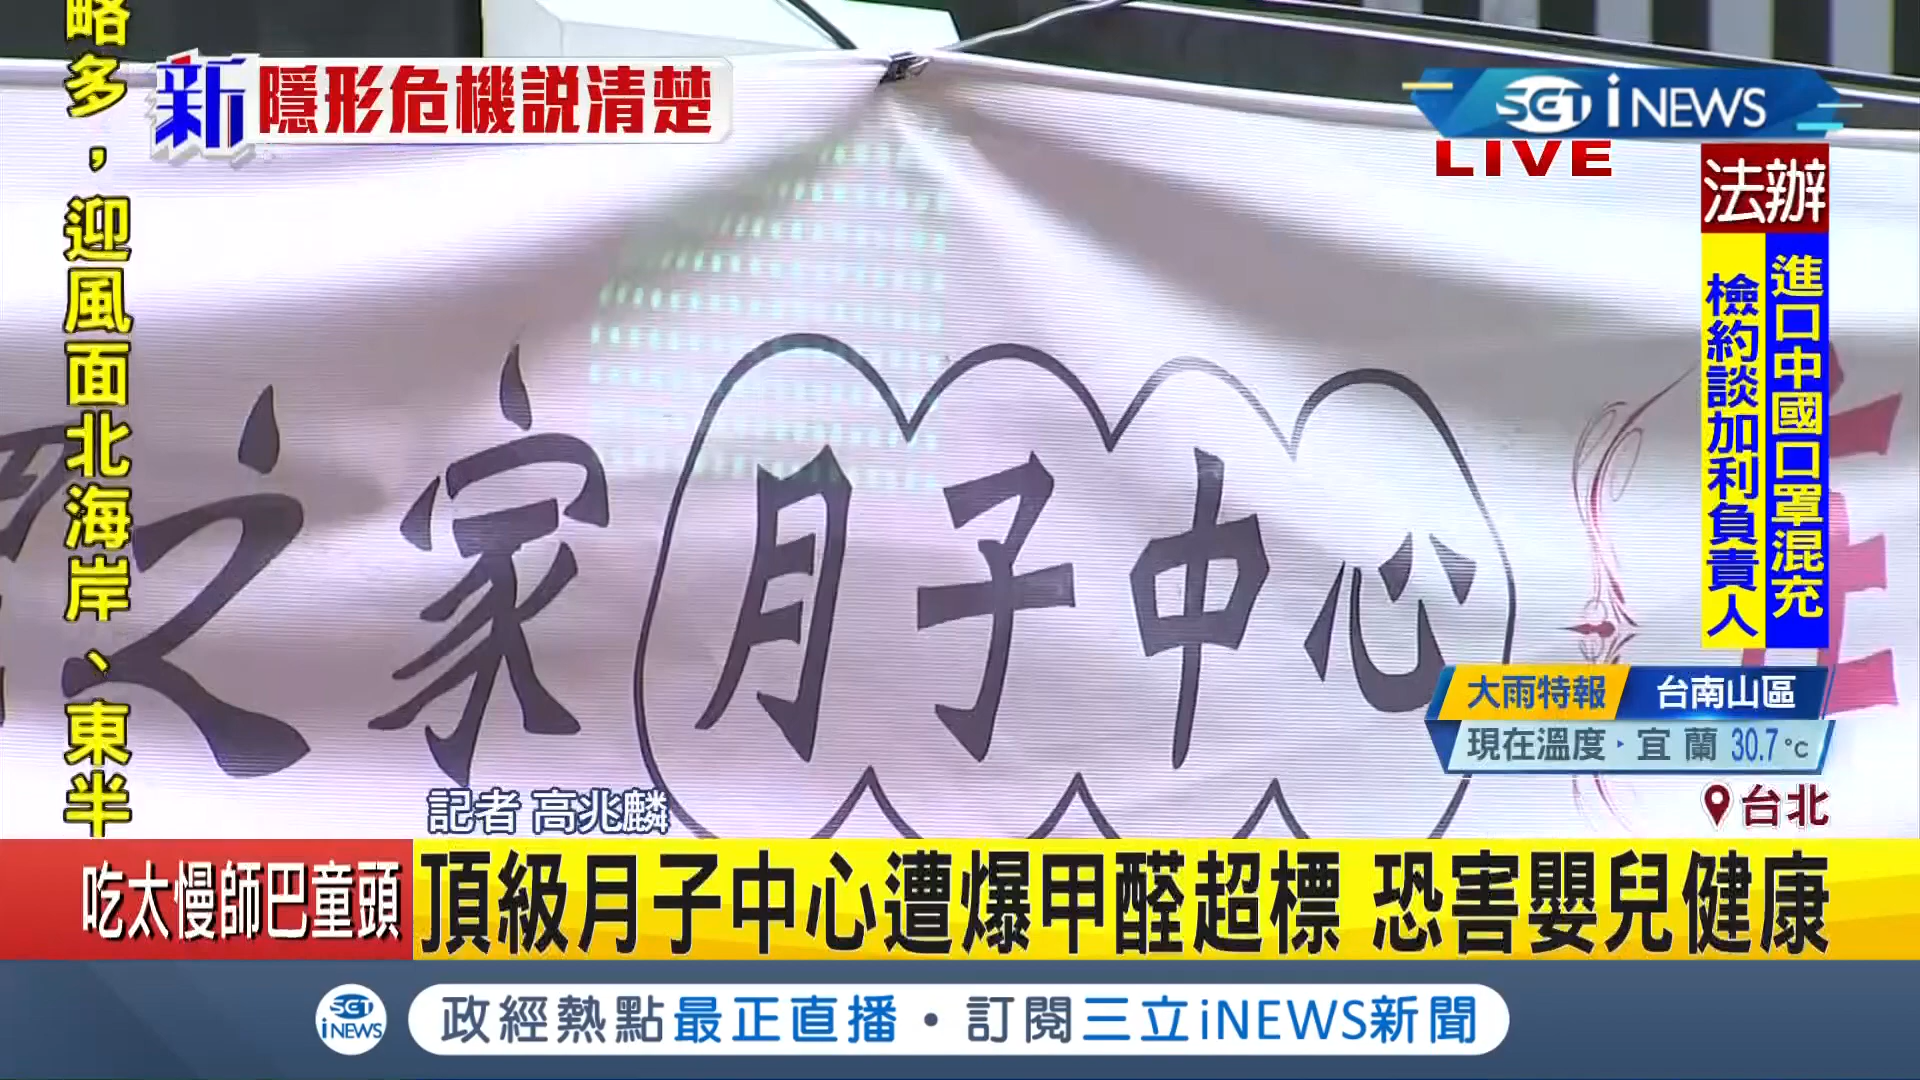 略多，迎風面北海岸、東半
新 隱形危機說清楚
SET iNEWS
LIVE
法辦
進口中國口罩混充
檢約談加利負責人
之家 月子中心
大雨特報 台南山區
現在溫度·宜蘭 30.7°C
台北
記者 高兆麟
吃太慢師巴童頭
頂級月子中心遭爆甲醛超標 恐害嬰兒健康
SET iNEWS
政經熱點最正直播·訂閱三立iNEWS新聞